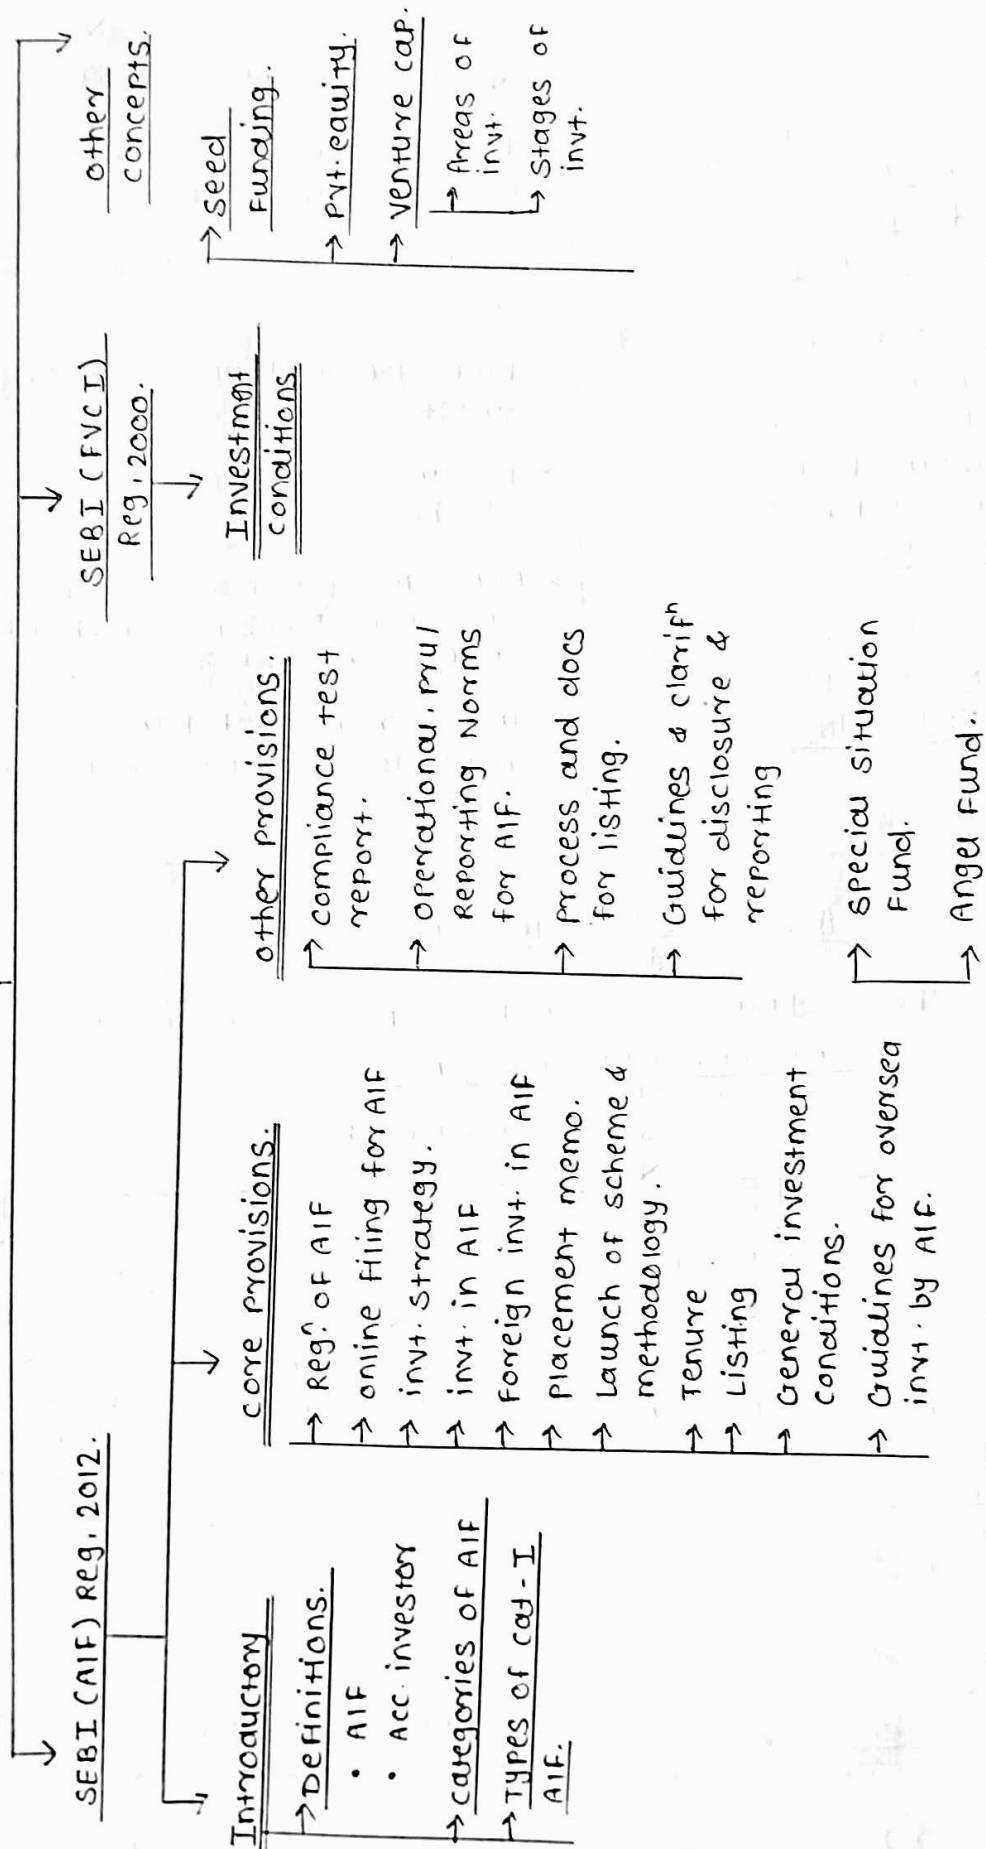 SEBI (AIF) Reg, 2012.
Introductory
→ Definitions.
• AIF
• Acc. investor
→ Categories of AIF
→ Types of cat-I
AIF.
core provisions.
→ Regn. of AIF
→ online filing for AIF
→ invt. strategy.
→ invt. in AIF
→ Foreign invt. in AIF
→ Placement memo.
→ Launch of scheme &
methodology.
→ Tenure
→ Listing
→ General investment
conditions.
→ Guidlines for oversea
invt. by AIF.
other provisions.
→ compliance test
report.
→ operational, pru/
Reporting Norms
for AIF.
→ process and docs
for listing.
→ Guidlines & clarifn
for disclosure &
reporting
→ special situation
Fund.
→ Angel Fund.
SEBI (FVCI)
Reg, 2000.
Investment
conditions
other
concepts.
→ seed
Funding.
→ Pvt. equity.
→ venture cap.
→ Areas of
invt.
→ Stages of
invt.